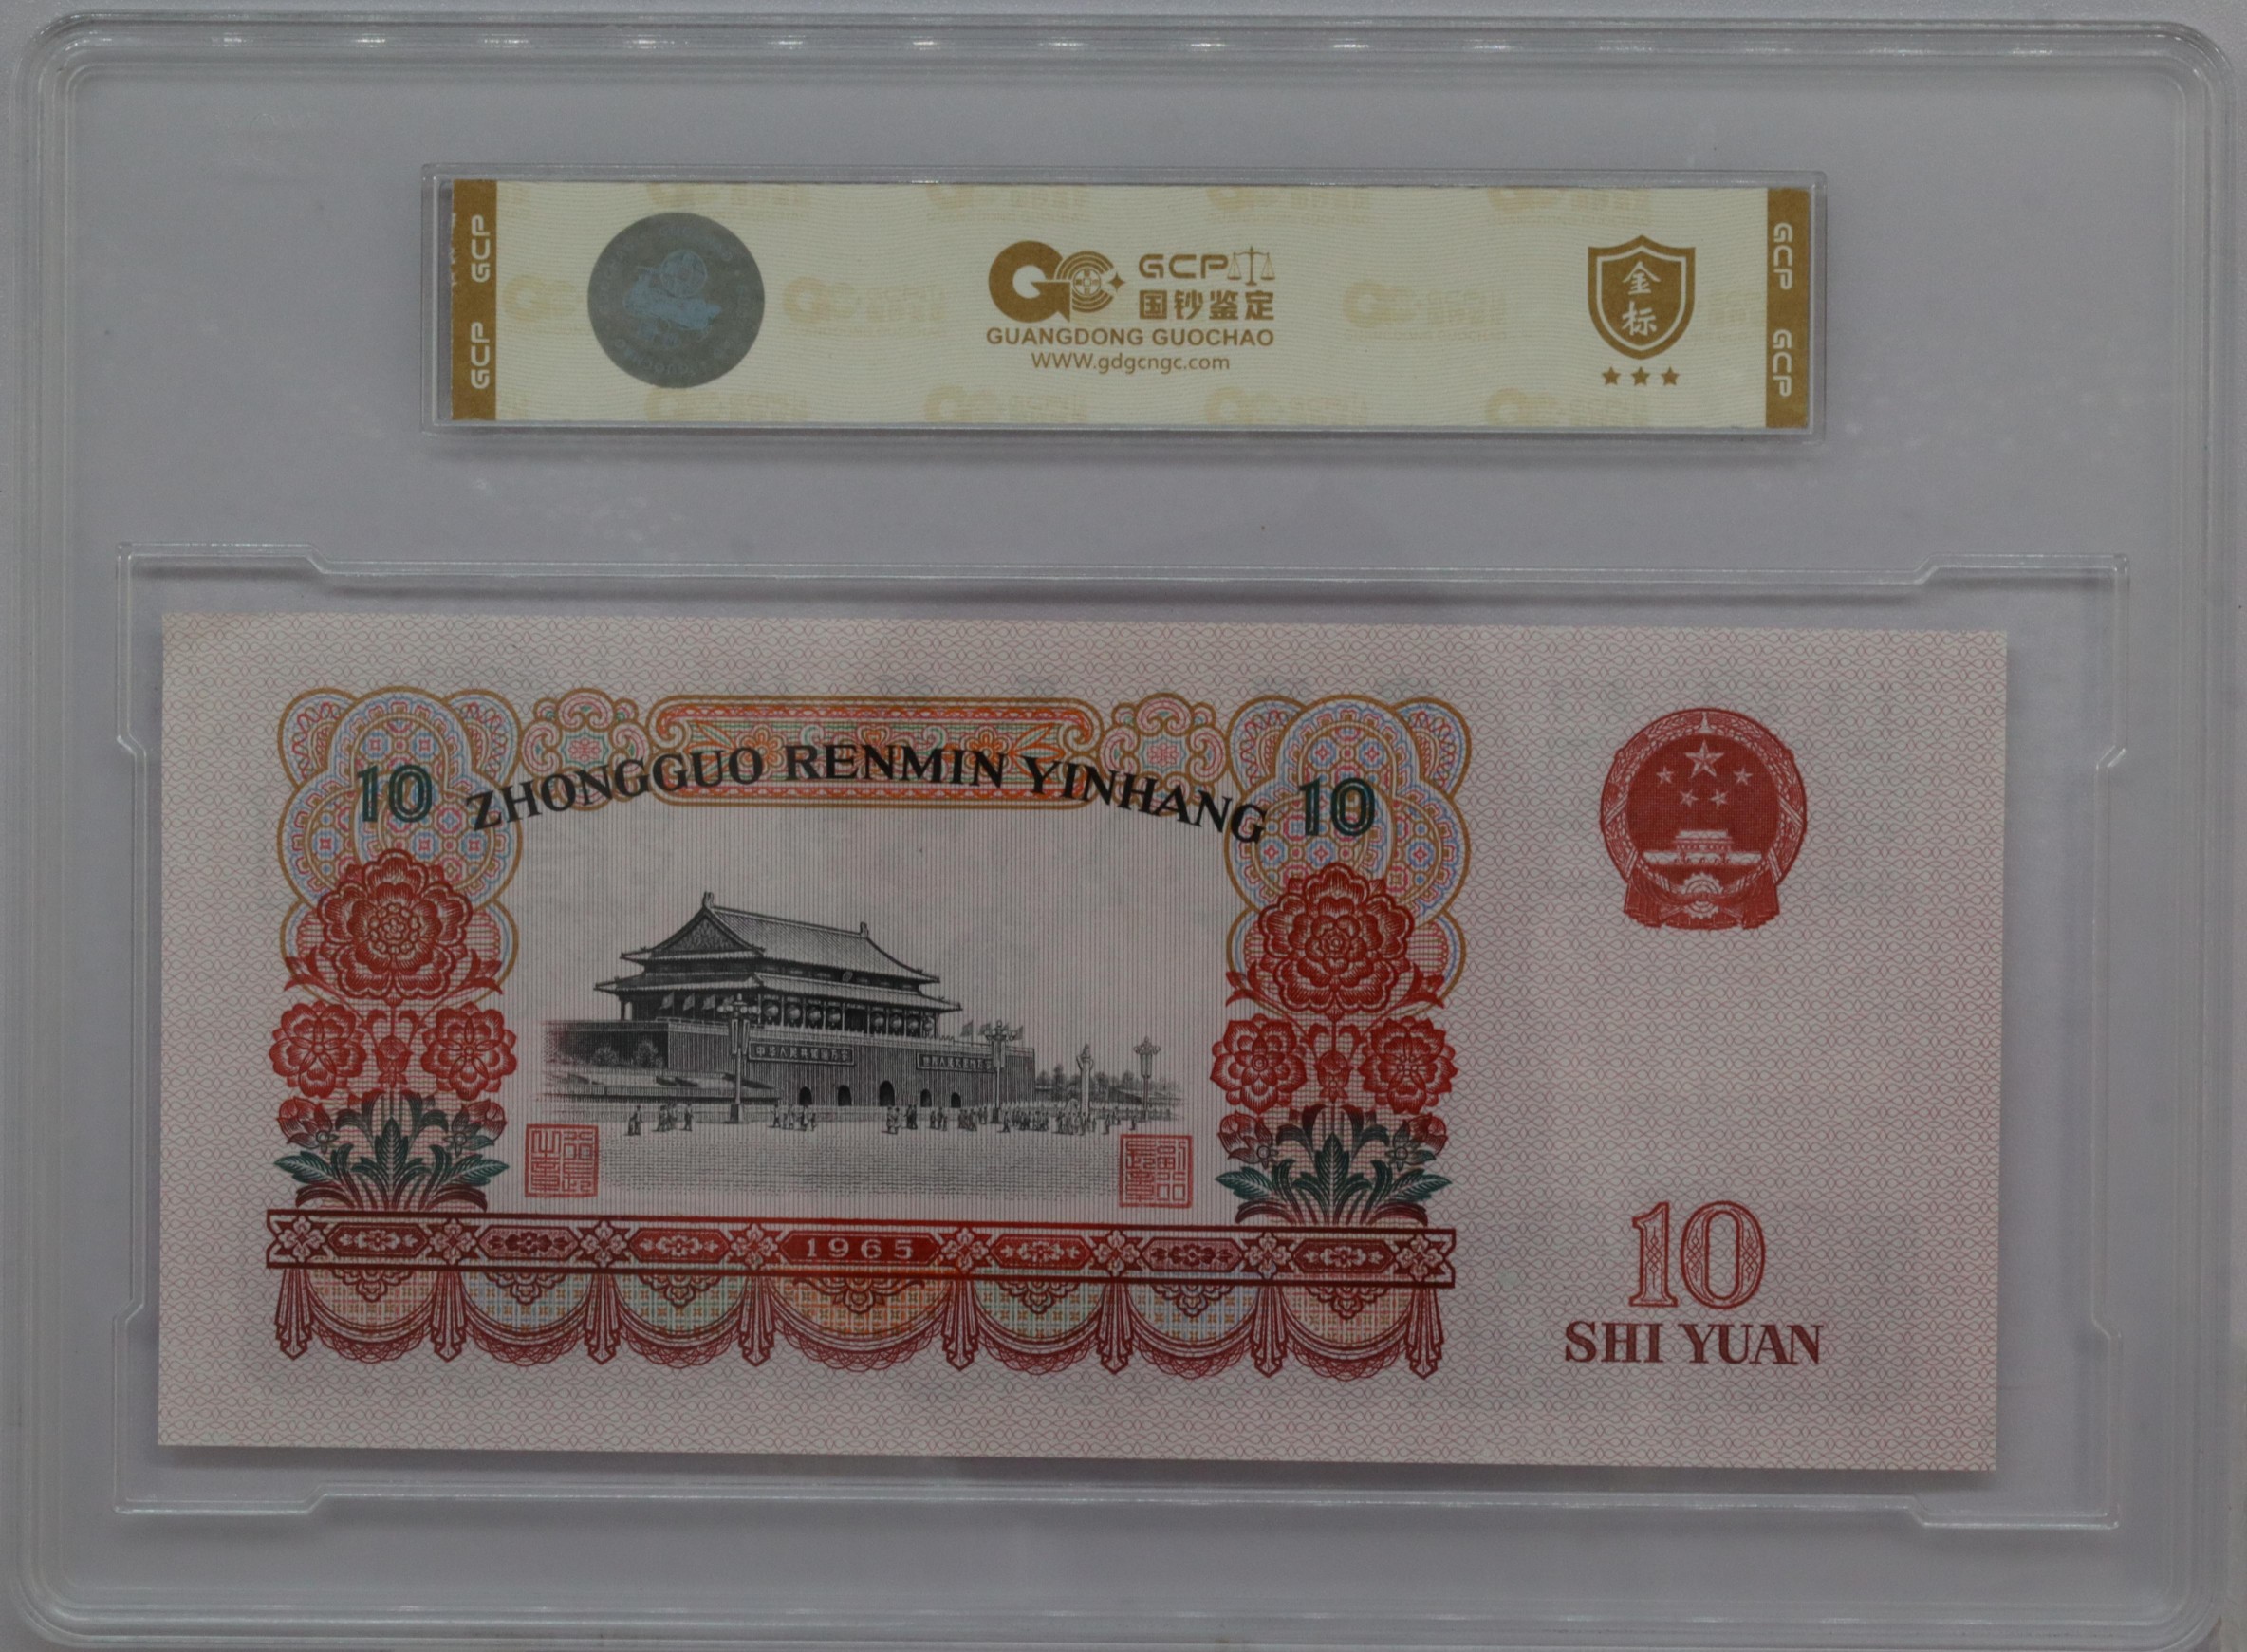 GCP GCP
GCP
国钞鉴定
GUANGDONG GUOCHAO
WWW.gdgcngc.com
金标
GCP GCP
10 ZHONGGUO RENMIN YINHANG 10
1965
10
SHI YUAN